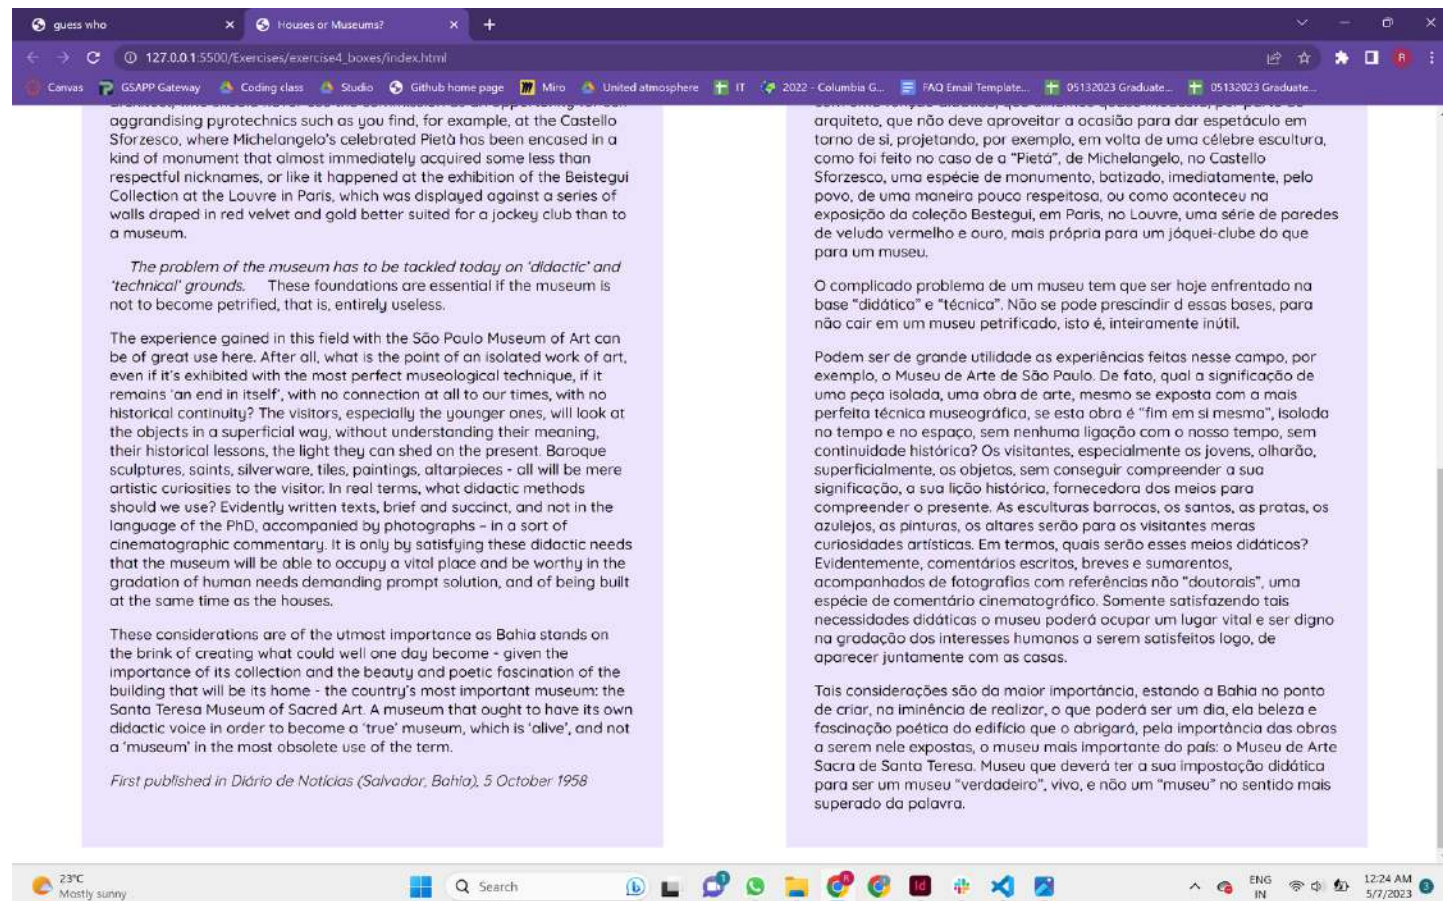 guess who
Houses or Museums?
127.0.0.1:5500/Exercises/exercise4_boxes/index.html
Canvas
GSAPP Gateway
Coding class
Studio
Github home page
Miro
United atmosphere
IT
2022 - Columbia G...
FAQ Email Template...
05132023 Graduate...
05132023 Graduate...
aggrandising pyrotechnics such as you find, for example, at the Castello
Sforzesco, where Michelangelo's celebrated Pietà has been encased in a
kind of monument that almost immediately acquired some less than
respectful nicknames, or like it happened at the exhibition of the Beistegui
Collection at the Louvre in Paris, which was displayed against a series of
walls draped in red velvet and gold better suited for a jockey club than to
a museum.
The problem of the museum has to be tackled today on 'didactic' and
'technical' grounds. These foundations are essential if the museum is
not to become petrified, that is, entirely useless.
The experience gained in this field with the São Paulo Museum of Art can
be of great use here. After all, what is the point of an isolated work of art,
even if it's exhibited with the most perfect museological technique, if it
remains 'an end in itself', with no connection at all to our times, with no
historical continuity? The visitors, especially the younger ones, will look at
the objects in a superficial way, without understanding their meaning,
their historical lessons, the light they can shed on the present. Baroque
sculptures, saints, silverware, tiles, paintings, altarpieces - all will be mere
artistic curiosities to the visitor. In real terms, what didactic methods
should we use? Evidently written texts, brief and succinct, and not in the
language of the PhD, accompanied by photographs – in a sort of
cinematographic commentary. It is only by satisfying these didactic needs
that the museum will be able to occupy a vital place and be worthy in the
gradation of human needs demanding prompt solution, and of being built
at the same time as the houses.
These considerations are of the utmost importance as Bahia stands on
the brink of creating what could well one day become - given the
importance of its collection and the beauty and poetic fascination of the
building that will be its home - the country's most important museum: the
Santa Teresa Museum of Sacred Art. A museum that ought to have its own
didactic voice in order to become a 'true' museum, which is 'alive', and not
a 'museum' in the most obsolete use of the term.
First published in Diário de Notícias (Salvador, Bahia), 5 October 1958
arquiteto, que não deve aproveitar a ocasião para dar espetáculo em
torno de si, projetando, por exemplo, em volta de uma célebre escultura,
como foi feito no caso de a "Pietá", de Michelangelo, no Castello
Sforzesco, uma espécie de monumento, batizado, imediatamente, pelo
povo, de uma maneira pouco respeitosa, ou como aconteceu na
exposição da coleção Bestegui, em Paris, no Louvre, uma série de paredes
de veludo vermelho e ouro, mais própria para um jóquei-clube do que
para um museu.
O complicado problema de um museu tem que ser hoje enfrentado na
base "didática" e "técnica". Não se pode prescindir d essas bases, para
não cair em um museu petrificado, isto é, inteiramente inútil.
Podem ser de grande utilidade as experiências feitas nesse campo, por
exemplo, o Museu de Arte de São Paulo. De fato, qual a significação de
uma peça isolada, uma obra de arte, mesmo se exposta com a mais
perfeita técnica museográfica, se esta obra é "fim em si mesma", isolada
no tempo e no espaço, sem nenhuma ligação com o nosso tempo, sem
continuidade histórica? Os visitantes, especialmente os jovens, olharão,
superficialmente, os objetos, sem conseguir compreender a sua
significação, a sua lição histórica, fornecedora dos meios para
compreender o presente. As esculturas barrocas, os santos, as pratas, os
azulejos, as pinturas, os altares serão para os visitantes meras
curiosidades artísticas. Em termos, quais serão esses meios didáticos?
Evidentemente, comentários escritos, breves e sumarentos,
acompanhados de fotografias com referências não "doutorais", uma
espécie de comentário cinematográfico. Somente satisfazendo tais
necessidades didáticas o museu poderá ocupar um lugar vital e ser digno
na gradação dos interesses humanos a serem satisfeitos logo, de
aparecer juntamente com as casas.
Tais considerações são da maior importância, estando a Bahia no ponto
de criar, na iminência de realizar, o que poderá ser um dia, ela beleza e
fascinação poética do edifício que o abrigará, pela importância das obras
a serem nele expostas, o museu mais importante do país: o Museu de Arte
Sacra de Santa Teresa. Museu que deverá ter a sua impostação didática
para ser um museu "verdadeiro", vivo, e não um "museu" no sentido mais
superado da palavra.
23°C
Mostly sunny
Search
ENG
IN
12:24 AM
5/7/2023